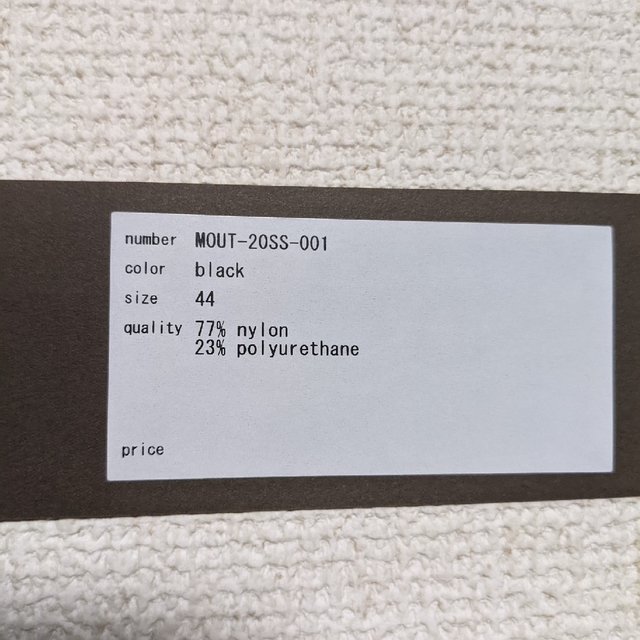 number MOUT-20SS-001
color black
size 44
quality 77% nylon
23% polyurethane
price